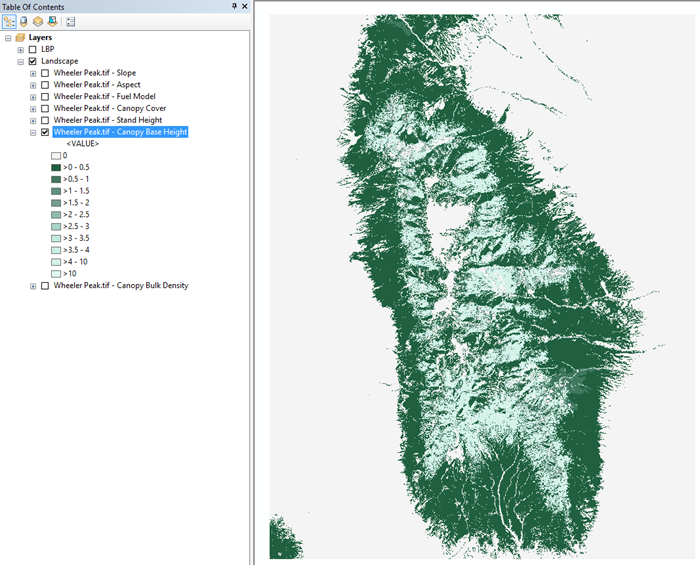 Table Of Contents
Layers
LBP
Landscape
Wheeler Peak.tif - Slope
Wheeler Peak.tif - Aspect
Wheeler Peak.tif - Fuel Model
Wheeler Peak.tif - Canopy Cover
Wheeler Peak.tif - Stand Height
Wheeler Peak.tif - Canopy Base Height
<VALUE>
0
>0 - 0.5
>0.5 - 1
>1 - 1.5
>1.5 - 2
>2 - 2.5
>2.5 - 3
>3 - 3.5
>3.5 - 4
>4 - 10
>10
Wheeler Peak.tif - Canopy Bulk Density